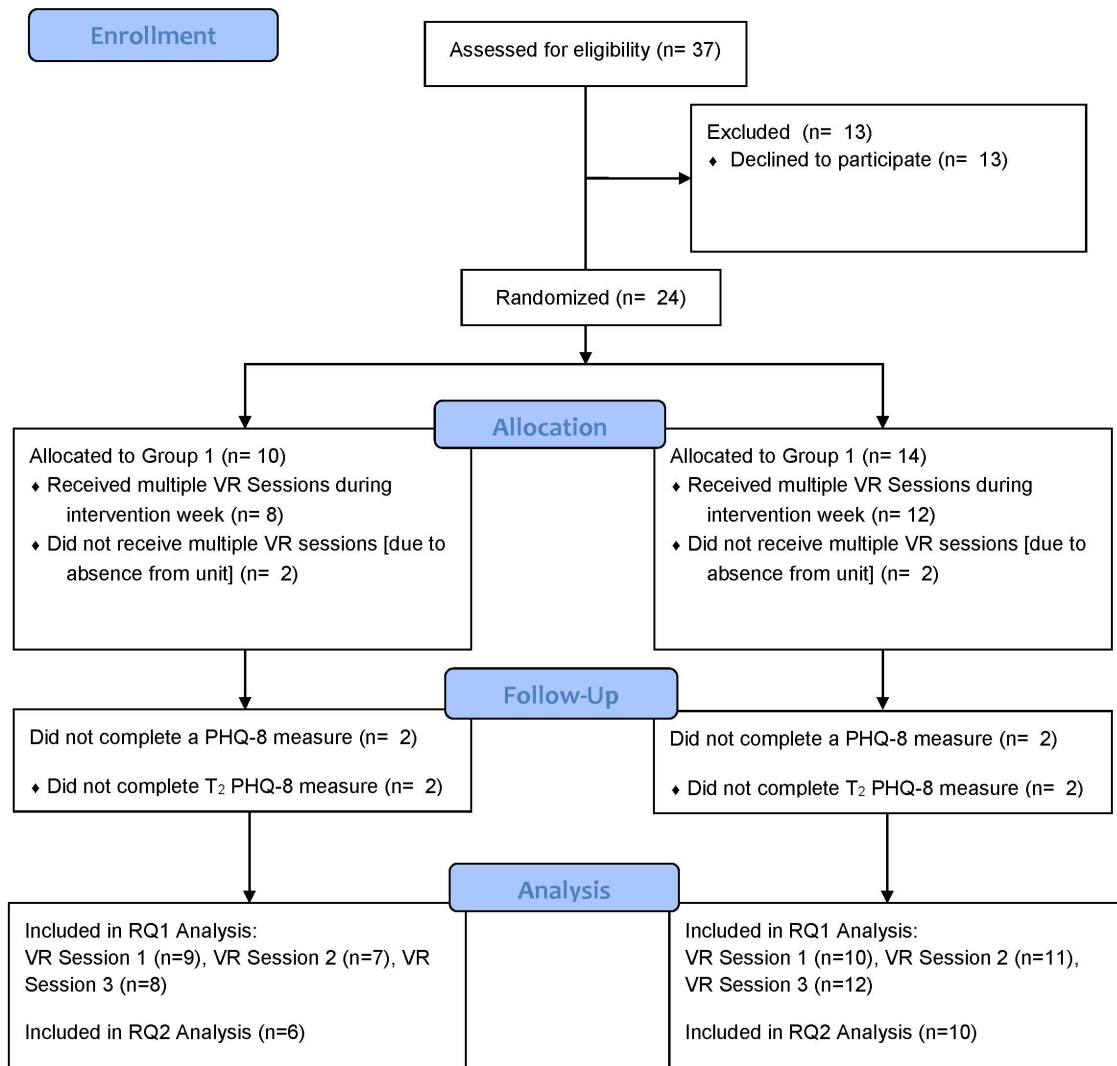 Enrollment
Assessed for eligibility (n= 37)
Excluded (n= 13)
♦ Declined to participate (n= 13)
Randomized (n= 24)
Allocation
Allocated to Group 1 (n= 10)
♦ Received multiple VR Sessions during
intervention week (n= 8)
♦ Did not receive multiple VR sessions [due to
absence from unit] (n= 2)
Allocated to Group 1 (n= 14)
♦ Received multiple VR Sessions during
intervention week (n= 12)
♦ Did not receive multiple VR sessions [due to
absence from unit] (n= 2)
Follow-Up
Did not complete a PHQ-8 measure (n= 2)
♦ Did not complete T₂ PHQ-8 measure (n= 2)
Did not complete a PHQ-8 measure (n= 2)
♦ Did not complete T₂ PHQ-8 measure (n= 2)
Analysis
Included in RQ1 Analysis:
VR Session 1 (n=9), VR Session 2 (n=7), VR
Session 3 (n=8)
Included in RQ2 Analysis (n=6)
Included in RQ1 Analysis:
VR Session 1 (n=10), VR Session 2 (n=11),
VR Session 3 (n=12)
Included in RQ2 Analysis (n=10)